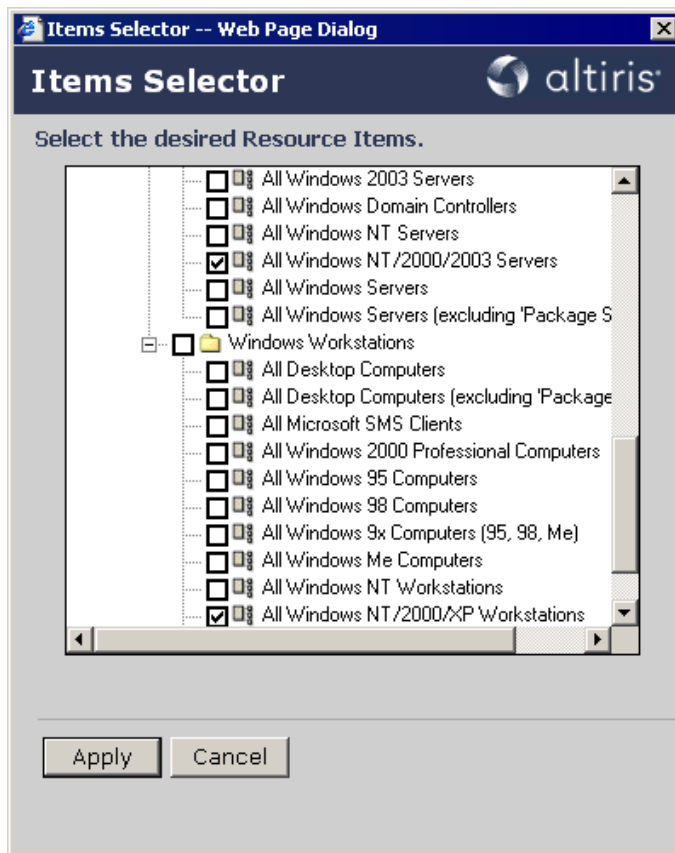 Items Selector -- Web Page Dialog
Items Selector
altiris
Select the desired Resource Items.
All Windows 2003 Servers
All Windows Domain Controllers
All Windows NT Servers
All Windows NT/2000/2003 Servers
All Windows Servers
All Windows Servers (excluding 'Package S
Windows Workstations
All Desktop Computers
All Desktop Computers (excluding 'Package
All Microsoft SMS Clients
All Windows 2000 Professional Computers
All Windows 95 Computers
All Windows 98 Computers
All Windows 9x Computers (95, 98, Me)
All Windows Me Computers
All Windows NT Workstations
All Windows NT/2000/XP Workstations
Apply
Cancel